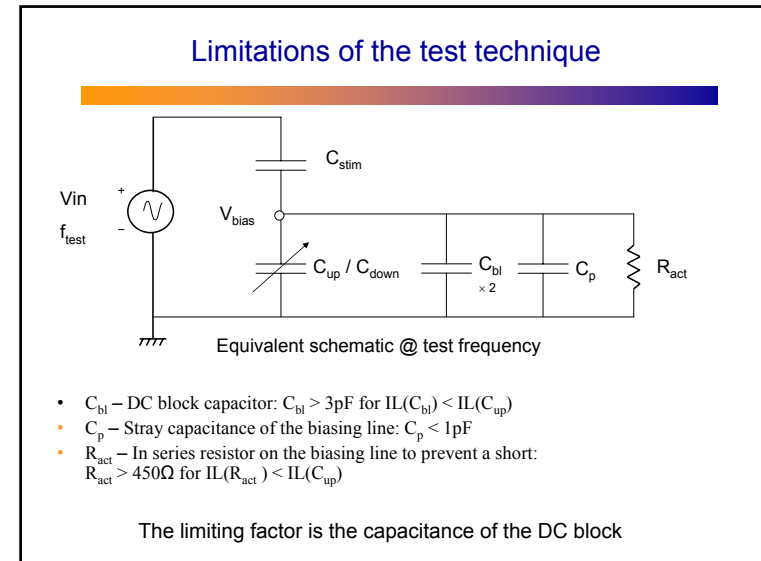 Limitations of the test technique
C_stim
Vin
+
f_test
−
V_bias
C_up / C_down
C_bl
× 2
C_p
R_act
Equivalent schematic @ test frequency
• C_bl – DC block capacitor: C_bl > 3pF for IL(C_bl) < IL(C_up)
• C_p – Stray capacitance of the biasing line: C_p < 1pF
• R_act – In series resistor on the biasing line to prevent a short:
R_act > 450Ω for IL(R_act ) < IL(C_up)
The limiting factor is the capacitance of the DC block